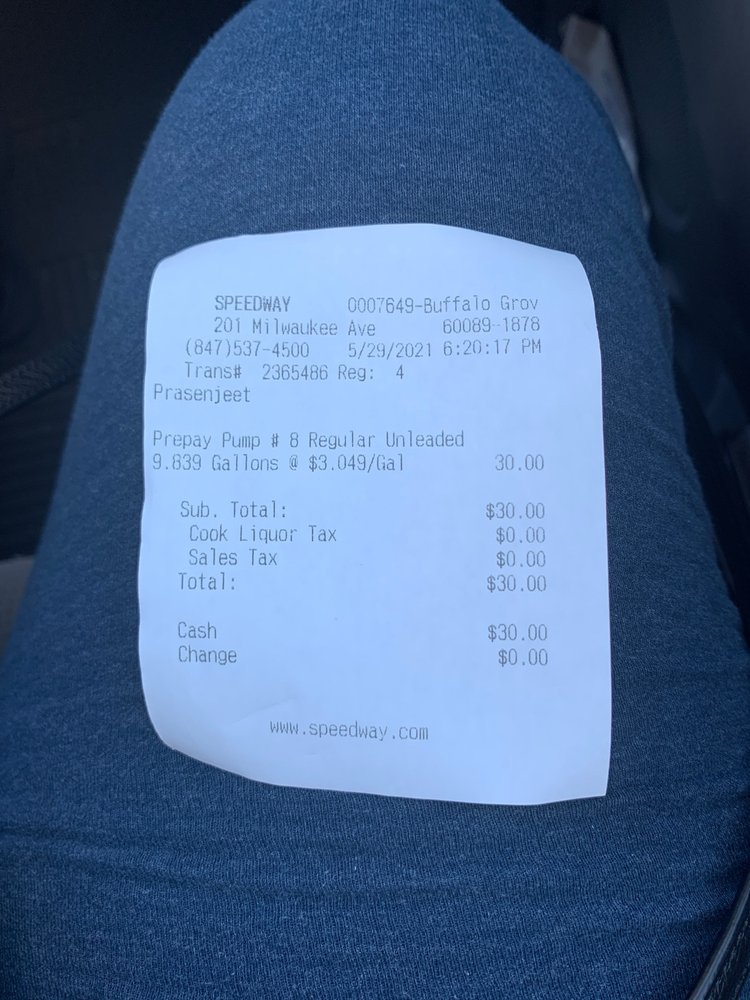 SPEEDWAY 0007649-Buffalo Grov
201 Milwaukee Ave 60089-1878
(847)537-4500 5/29/2021 6:20:17 PM
Trans# 2365486 Reg: 4
Prasenjeet
Prepay Pump # 8 Regular Unleaded
9.839 Gallons @ $3.049/Gal 30.00
Sub. Total: $30.00
Cook Liquor Tax $0.00
Sales Tax $0.00
Total: $30.00
Cash $30.00
Change $0.00
www.speedway.com